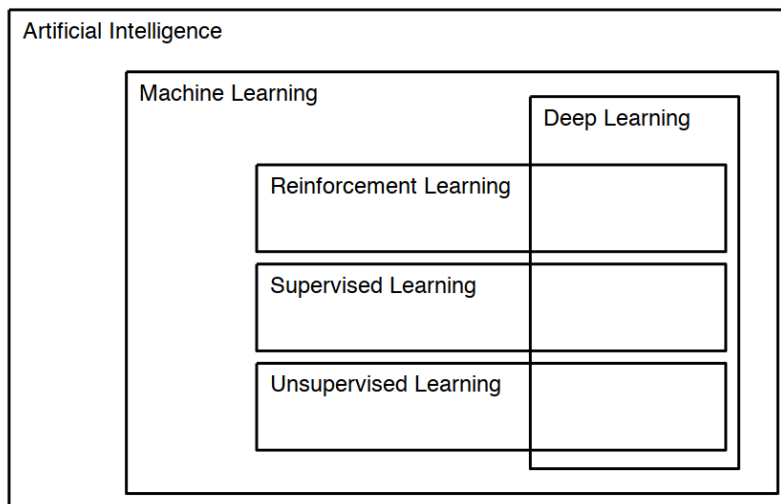 Artificial Intelligence
Machine Learning
Deep Learning
Reinforcement Learning
Supervised Learning
Unsupervised Learning